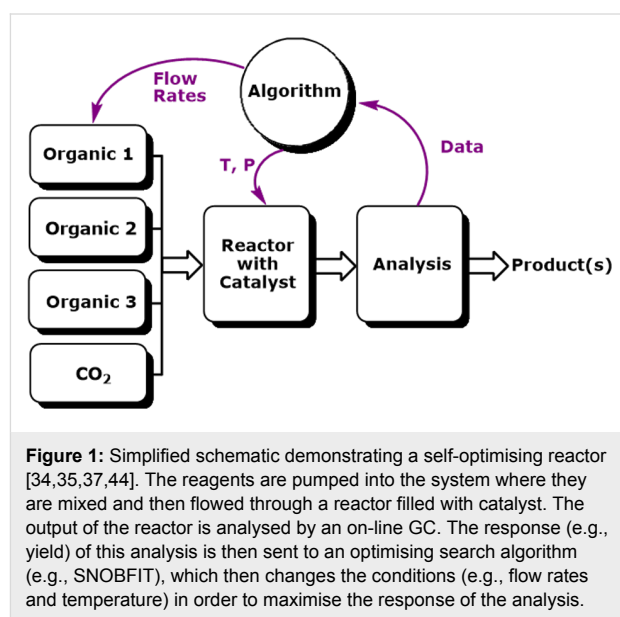 Flow
Rates
Algorithm
Organic 1
T, P
Data
Organic 2
Reactor
with
Catalyst
Analysis
Product(s)
Organic 3
CO₂
Figure 1: Simplified schematic demonstrating a self-optimising reactor
[34,35,37,44]. The reagents are pumped into the system where they
are mixed and then flowed through a reactor filled with catalyst. The
output of the reactor is analysed by an on-line GC. The response (e.g.,
yield) of this analysis is then sent to an optimising search algorithm
(e.g., SNOBFIT), which then changes the conditions (e.g., flow rates
and temperature) in order to maximise the response of the analysis.